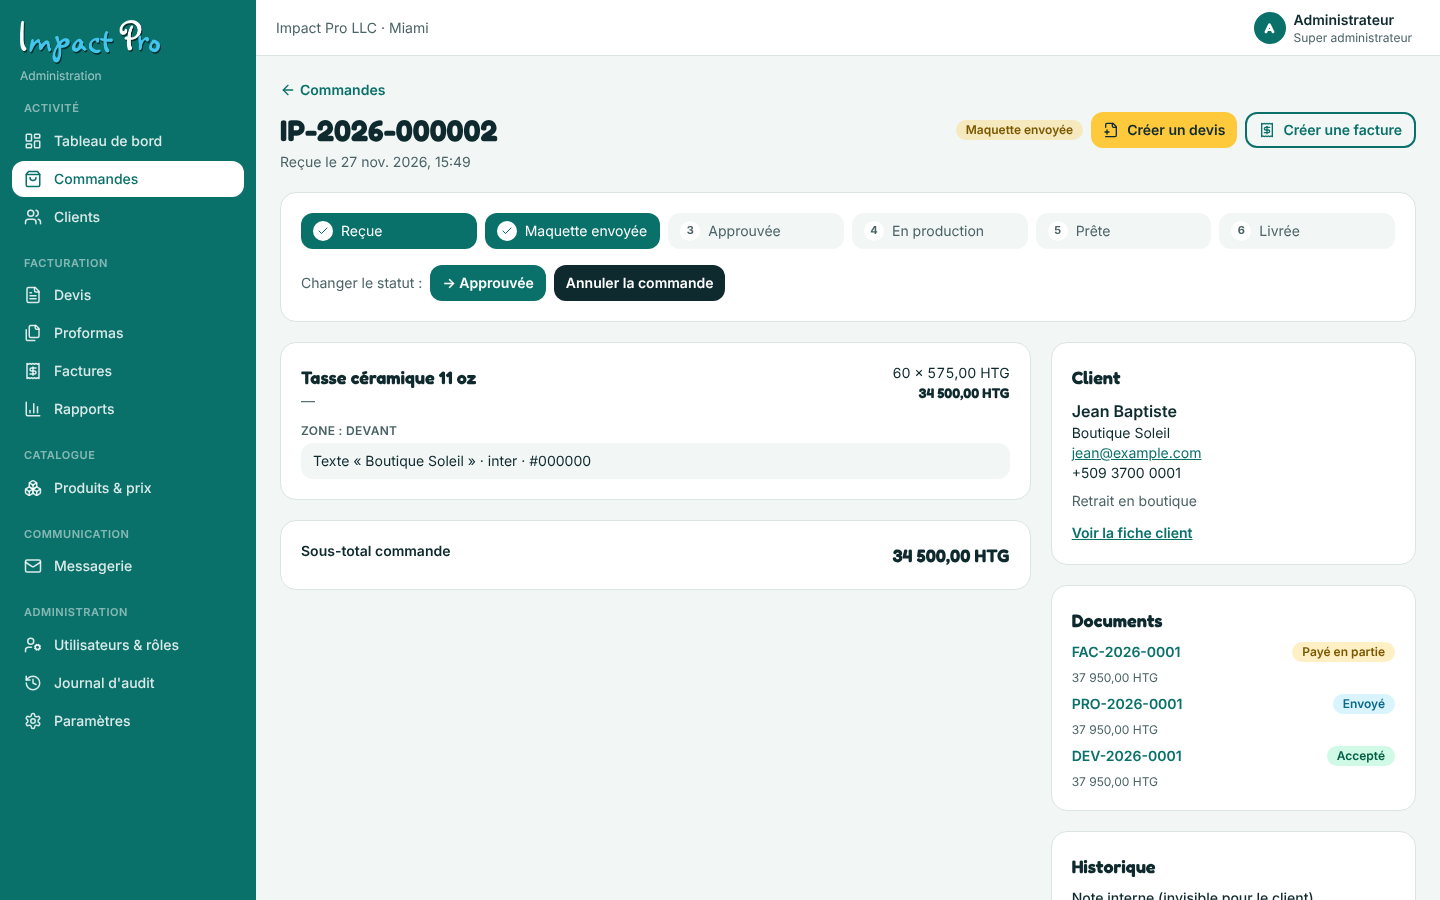 Impact Pro
Administration
ACTIVITÉ
Tableau de bord
Commandes
Clients
FACTURATION
Devis
Proformas
Factures
Rapports
CATALOGUE
Produits & prix
COMMUNICATION
Messagerie
ADMINISTRATION
Utilisateurs & rôles
Journal d'audit
Paramètres
Impact Pro LLC · Miami
A
Administrateur
Super administrateur
← Commandes
IP-2026-000002
Reçue le 27 nov. 2026, 15:49
Maquette envoyée
Créer un devis
Créer une facture
Reçue
Maquette envoyée
3 Approuvée
4 En production
5 Prête
6 Livrée
Changer le statut :
→ Approuvée
Annuler la commande
Tasse céramique 11 oz
—
60 × 575,00 HTG
34 500,00 HTG
ZONE : DEVANT
Texte « Boutique Soleil » · inter · #000000
Sous-total commande
34 500,00 HTG
Client
Jean Baptiste
Boutique Soleil
jean@example.com
+509 3700 0001
Retrait en boutique
Voir la fiche client
Documents
FAC-2026-0001
Payé en partie
37 950,00 HTG
PRO-2026-0001
Envoyé
37 950,00 HTG
DEV-2026-0001
Accepté
37 950,00 HTG
Historique
Note interne (invisible pour le client)